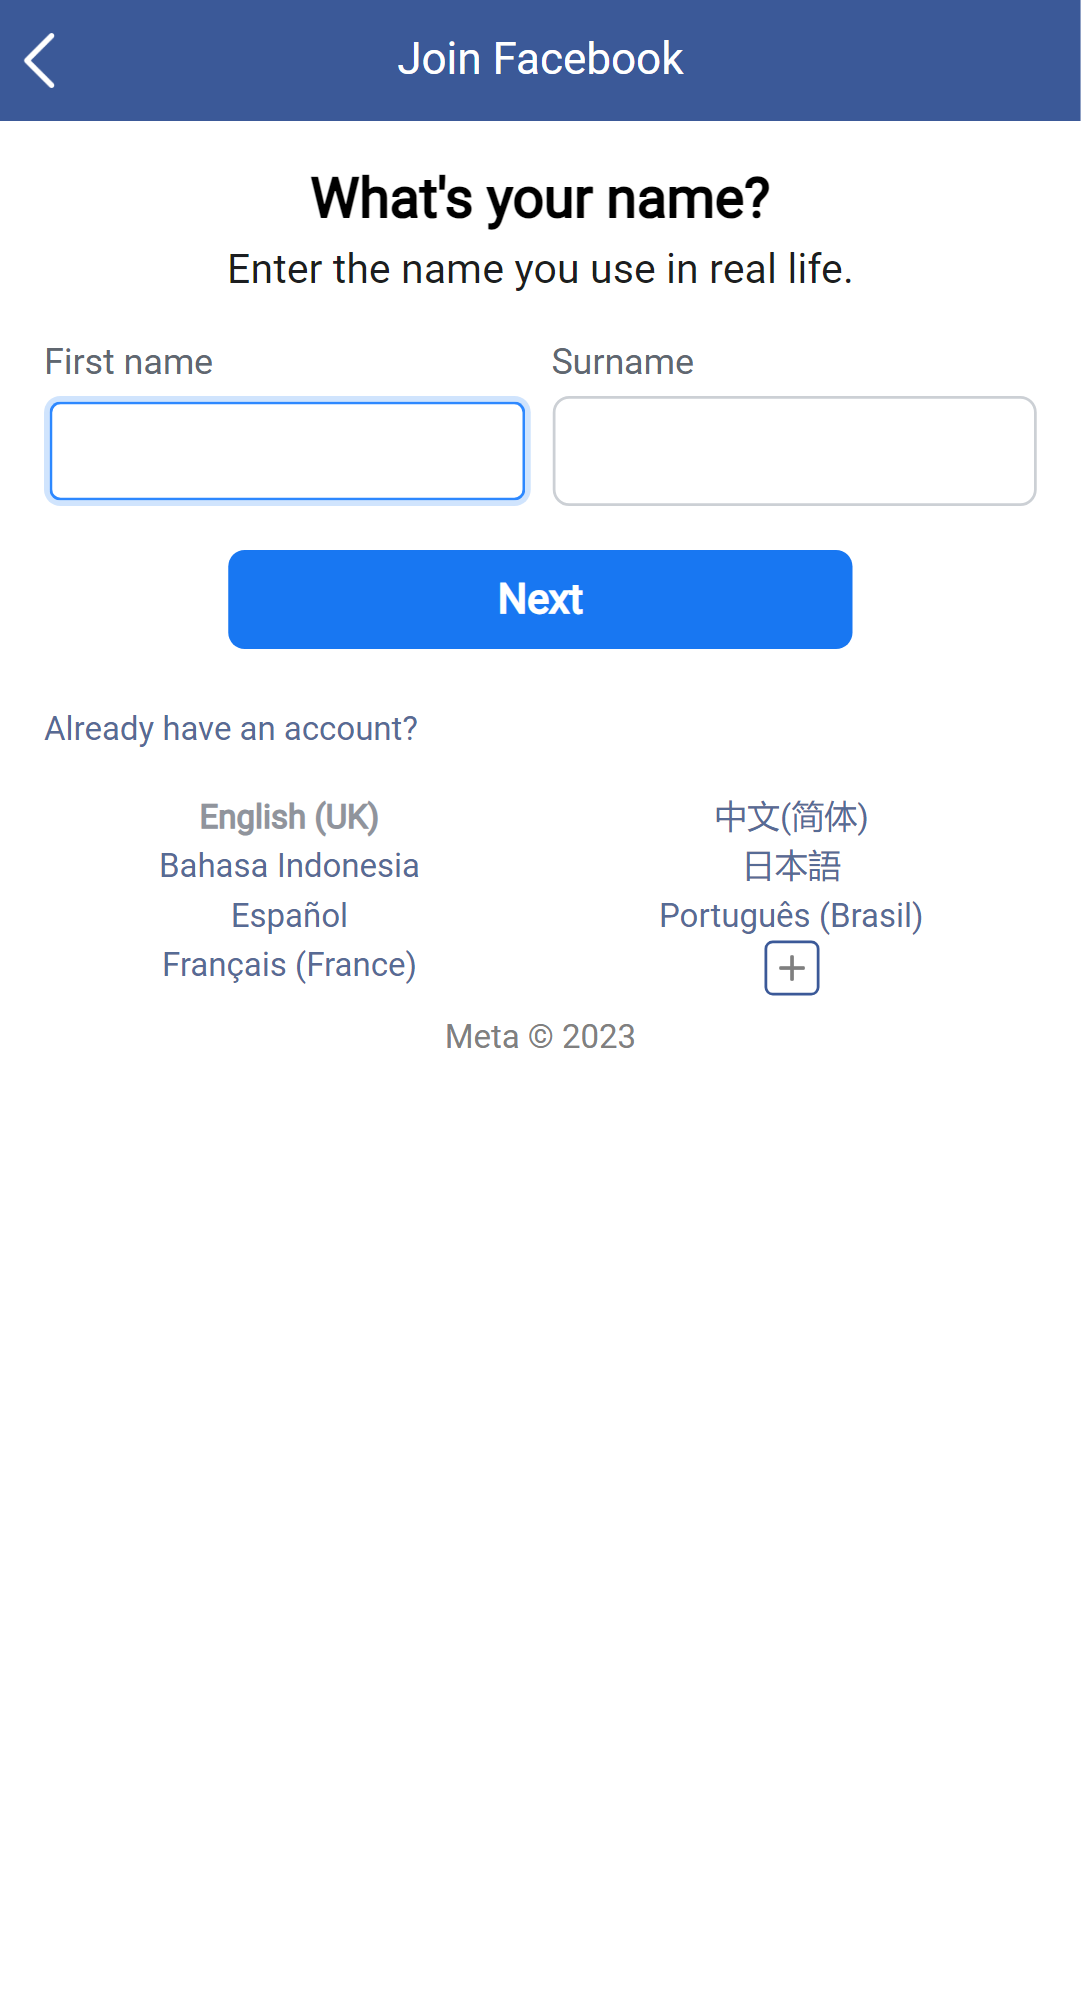 Join Facebook
What's your name?
Enter the name you use in real life.
First name
Surname
Next
Already have an account?
English (UK)
中文(简体)
Bahasa Indonesia
日本語
Español
Português (Brasil)
Français (France)
Meta © 2023